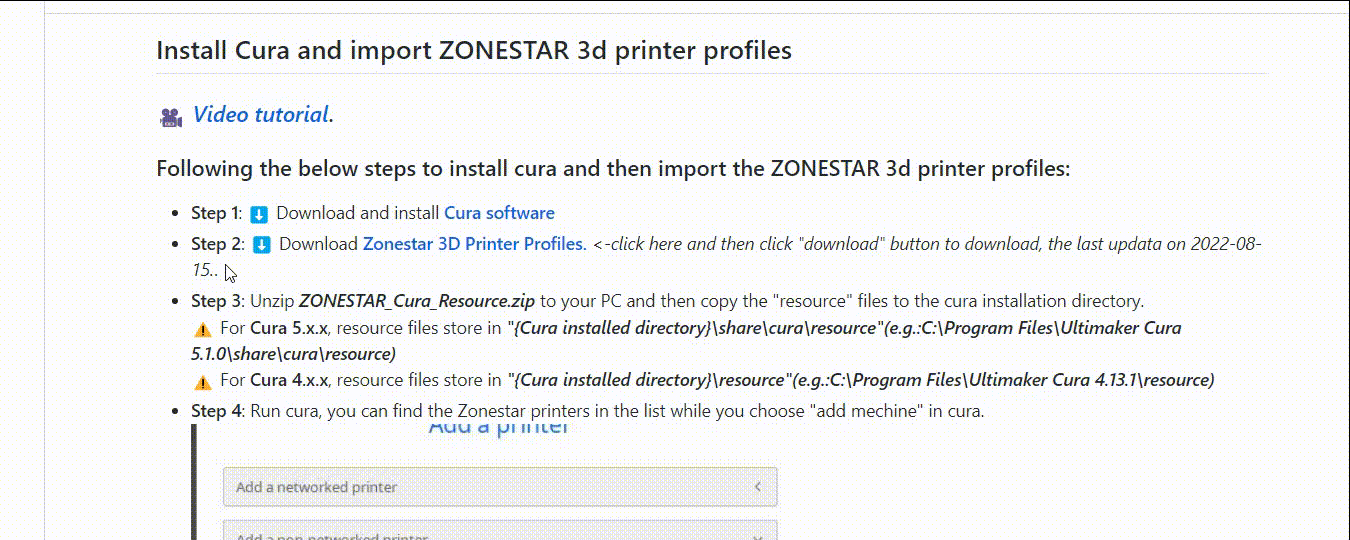 Install Cura and import ZONESTAR 3d printer profiles
Video tutorial.
Following the below steps to install cura and then import the ZONESTAR 3d printer profiles:
Step 1: Download and install Cura software
Step 2: Download Zonestar 3D Printer Profiles. <-click here and then click "download" button to download, the last updata on 2022-08-
15..
Step 3: Unzip ZONESTAR_Cura_Resource.zip to your PC and then copy the "resource" files to the cura installation directory.
For Cura 5.x.x, resource files store in "{Cura installed directory}\share\cura\resource"(e.g.:C:\Program Files\Ultimaker Cura
5.1.0\share\cura\resource)
For Cura 4.x.x, resource files store in "{Cura installed directory}\resource"(e.g.:C:\Program Files\Ultimaker Cura 4.13.1\resource)
Step 4: Run cura, you can find the Zonestar printers in the list while you choose "add mechine" in cura.
Add a printer
Add a networked printer
Add a non-networked printer